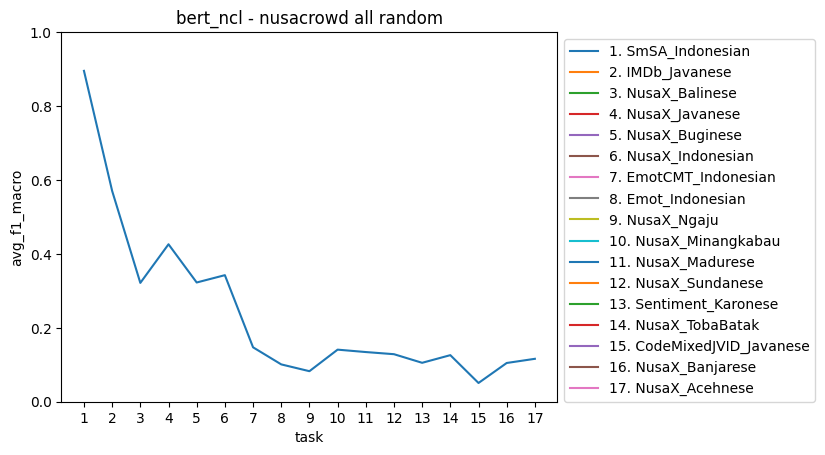 bert_ncl - nusacrowd all random
avg_f1_macro
1.0
0.8
0.6
0.4
0.2
0.0
1 2 3 4 5 6 7 8 9 10 11 12 13 14 15 16 17
task
1. SmSA_Indonesian
2. IMDb_Javanese
3. NusaX_Balinese
4. NusaX_Javanese
5. NusaX_Buginese
6. NusaX_Indonesian
7. EmotCMT_Indonesian
8. Emot_Indonesian
9. NusaX_Ngaju
10. NusaX_Minangkabau
11. NusaX_Madurese
12. NusaX_Sundanese
13. Sentiment_Karonese
14. NusaX_TobaBatak
15. CodeMixedJVID_Javanese
16. NusaX_Banjarese
17. NusaX_Acehnese